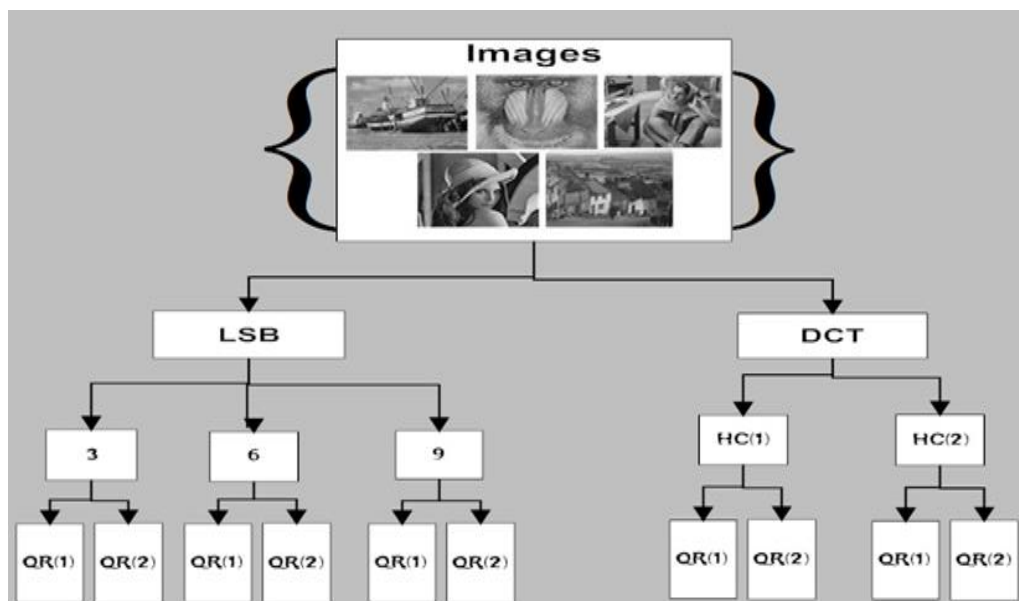 Images
LSB
DCT
3
6
9
HC(1)
HC(2)
QR(1)
QR(2)
QR(1)
QR(2)
QR(1)
QR(2)
QR(1)
QR(2)
QR(1)
QR(2)